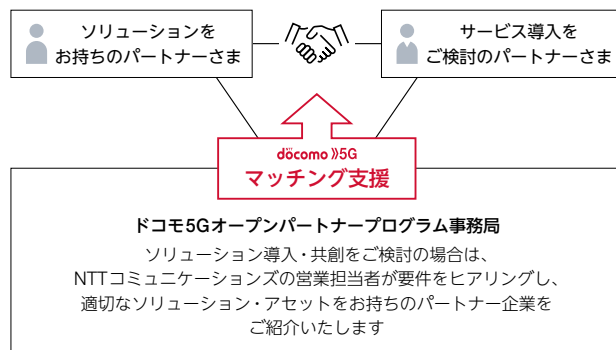 ソリューションを
お持ちのパートナーさま
サービス導入を
ご検討のパートナーさま
döcomo 5G
マッチング支援
ドコモ5Gオープンパートナープログラム事務局
ソリューション導入・共創をご検討の場合は、
NTTコミュニケーションズの営業担当者が要件をヒアリングし、
適切なソリューション・アセットをお持ちのパートナー企業を
ご紹介いたします